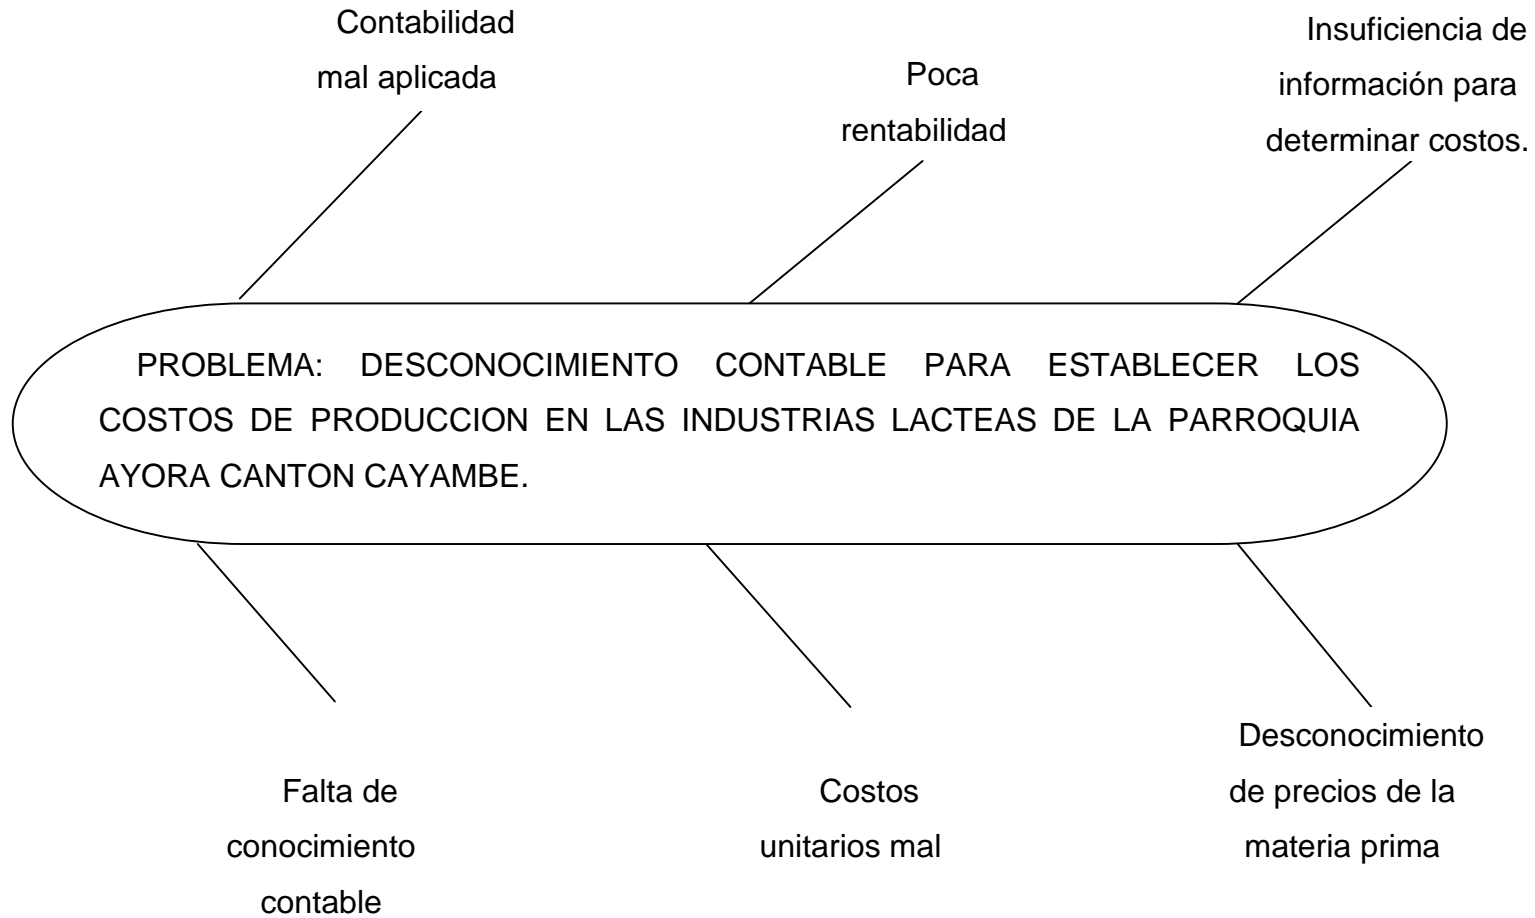 Contabilidad
mal aplicada
Poca
rentabilidad
Insuficiencia de
información para
determinar costos.
PROBLEMA: DESCONOCIMIENTO CONTABLE PARA ESTABLECER LOS
COSTOS DE PRODUCCION EN LAS INDUSTRIAS LACTEAS DE LA PARROQUIA
AYORA CANTON CAYAMBE.
Falta de
conocimiento
contable
Costos
unitarios mal
Desconocimiento
de precios de la
materia prima